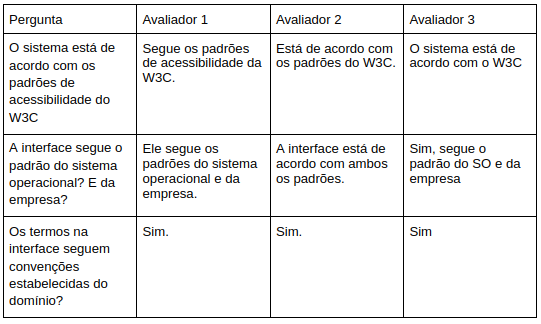 Pergunta
Avaliador 1
Avaliador 2
Avaliador 3
O sistema está de
acordo com os
padrões de
acessibilidade do
W3C
Segue os padrões
de acessibilidade da
W3C.
Está de acordo com
os padrões do W3C.
O sistema está de
acordo com o W3C
A interface segue o
padrão do sistema
operacional? E da
empresa?
Ele segue os
padrões do sistema
operacional e da
empresa.
A interface está de
acordo com ambos
os padrões.
Sim, segue o
padrão do SO e da
empresa
Os termos na
interface seguem
convenções
estabelecidas do
domínio?
Sim.
Sim.
Sim